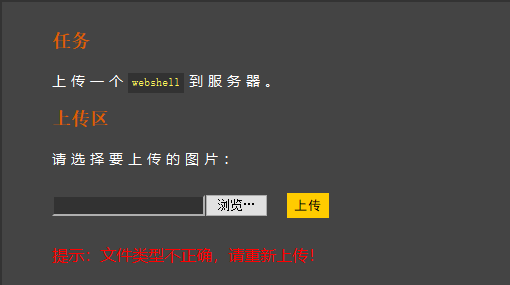 任务
上传一个 webshell 到服务器。
上传区
请选择要上传的图片：
浏览… 上传
提示：文件类型不正确，请重新上传！